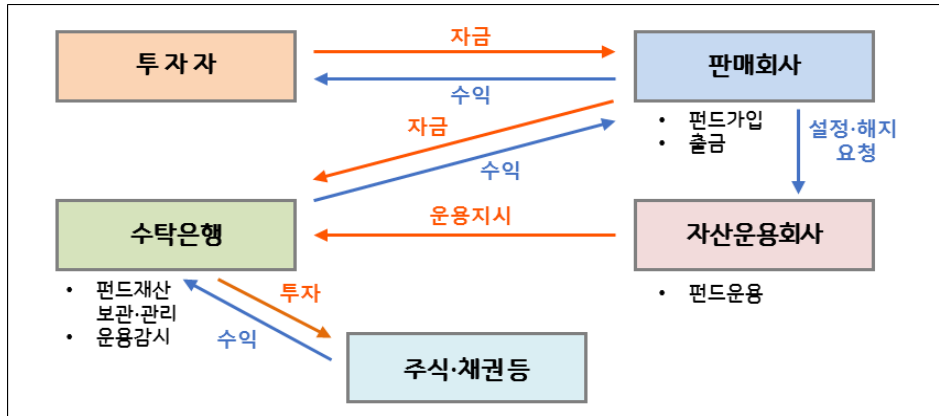 투 자 자
자금
판매회사
수익
자금
• 펀드가입
• 출금
설정·해지
요청
수익
수탁은행
운용지시
자산운용회사
• 펀드재산
보관·관리
• 운용감시
투자
수익
• 펀드운용
주식·채권 등